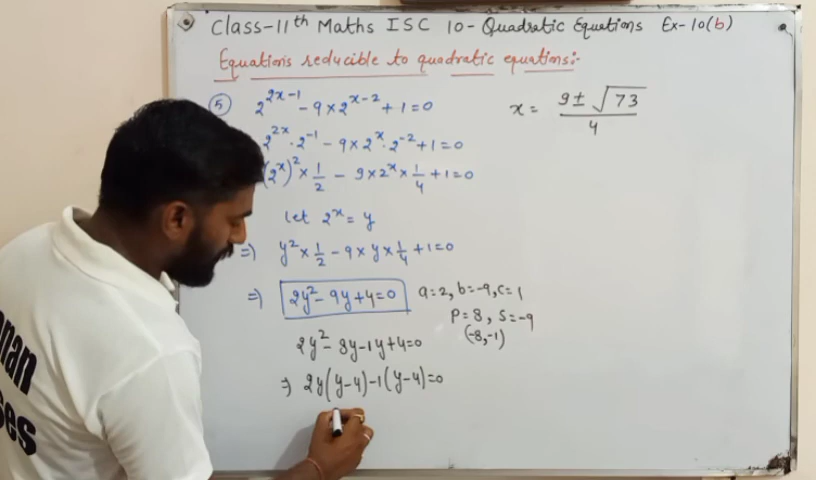 Class-11th Maths ISC 10-Quadratic Equations Ex-10(b)
Equations reducible to quadratic equations:-
5 2^{2x-1} - 9×2^{x-2} + 1=0
2^{2x}·2^{-1} - 9×2^x·2^{-2} + 1=0
(2^x)^2 × 1/2 - 9×2^x × 1/4 + 1=0
let 2^x = y
=> y^2 × 1/2 - 9×y×1/4 + 1=0
=> 2y^2 - 9y + 4=0
a=2, b=-9, c=1
P=8, S=-9
(-8,-1)
2y^2 - 8y - 1y + 4=0
=> 2y(y-4) -1(y-4)=0
x = 9± √73 / 4
nan
ses